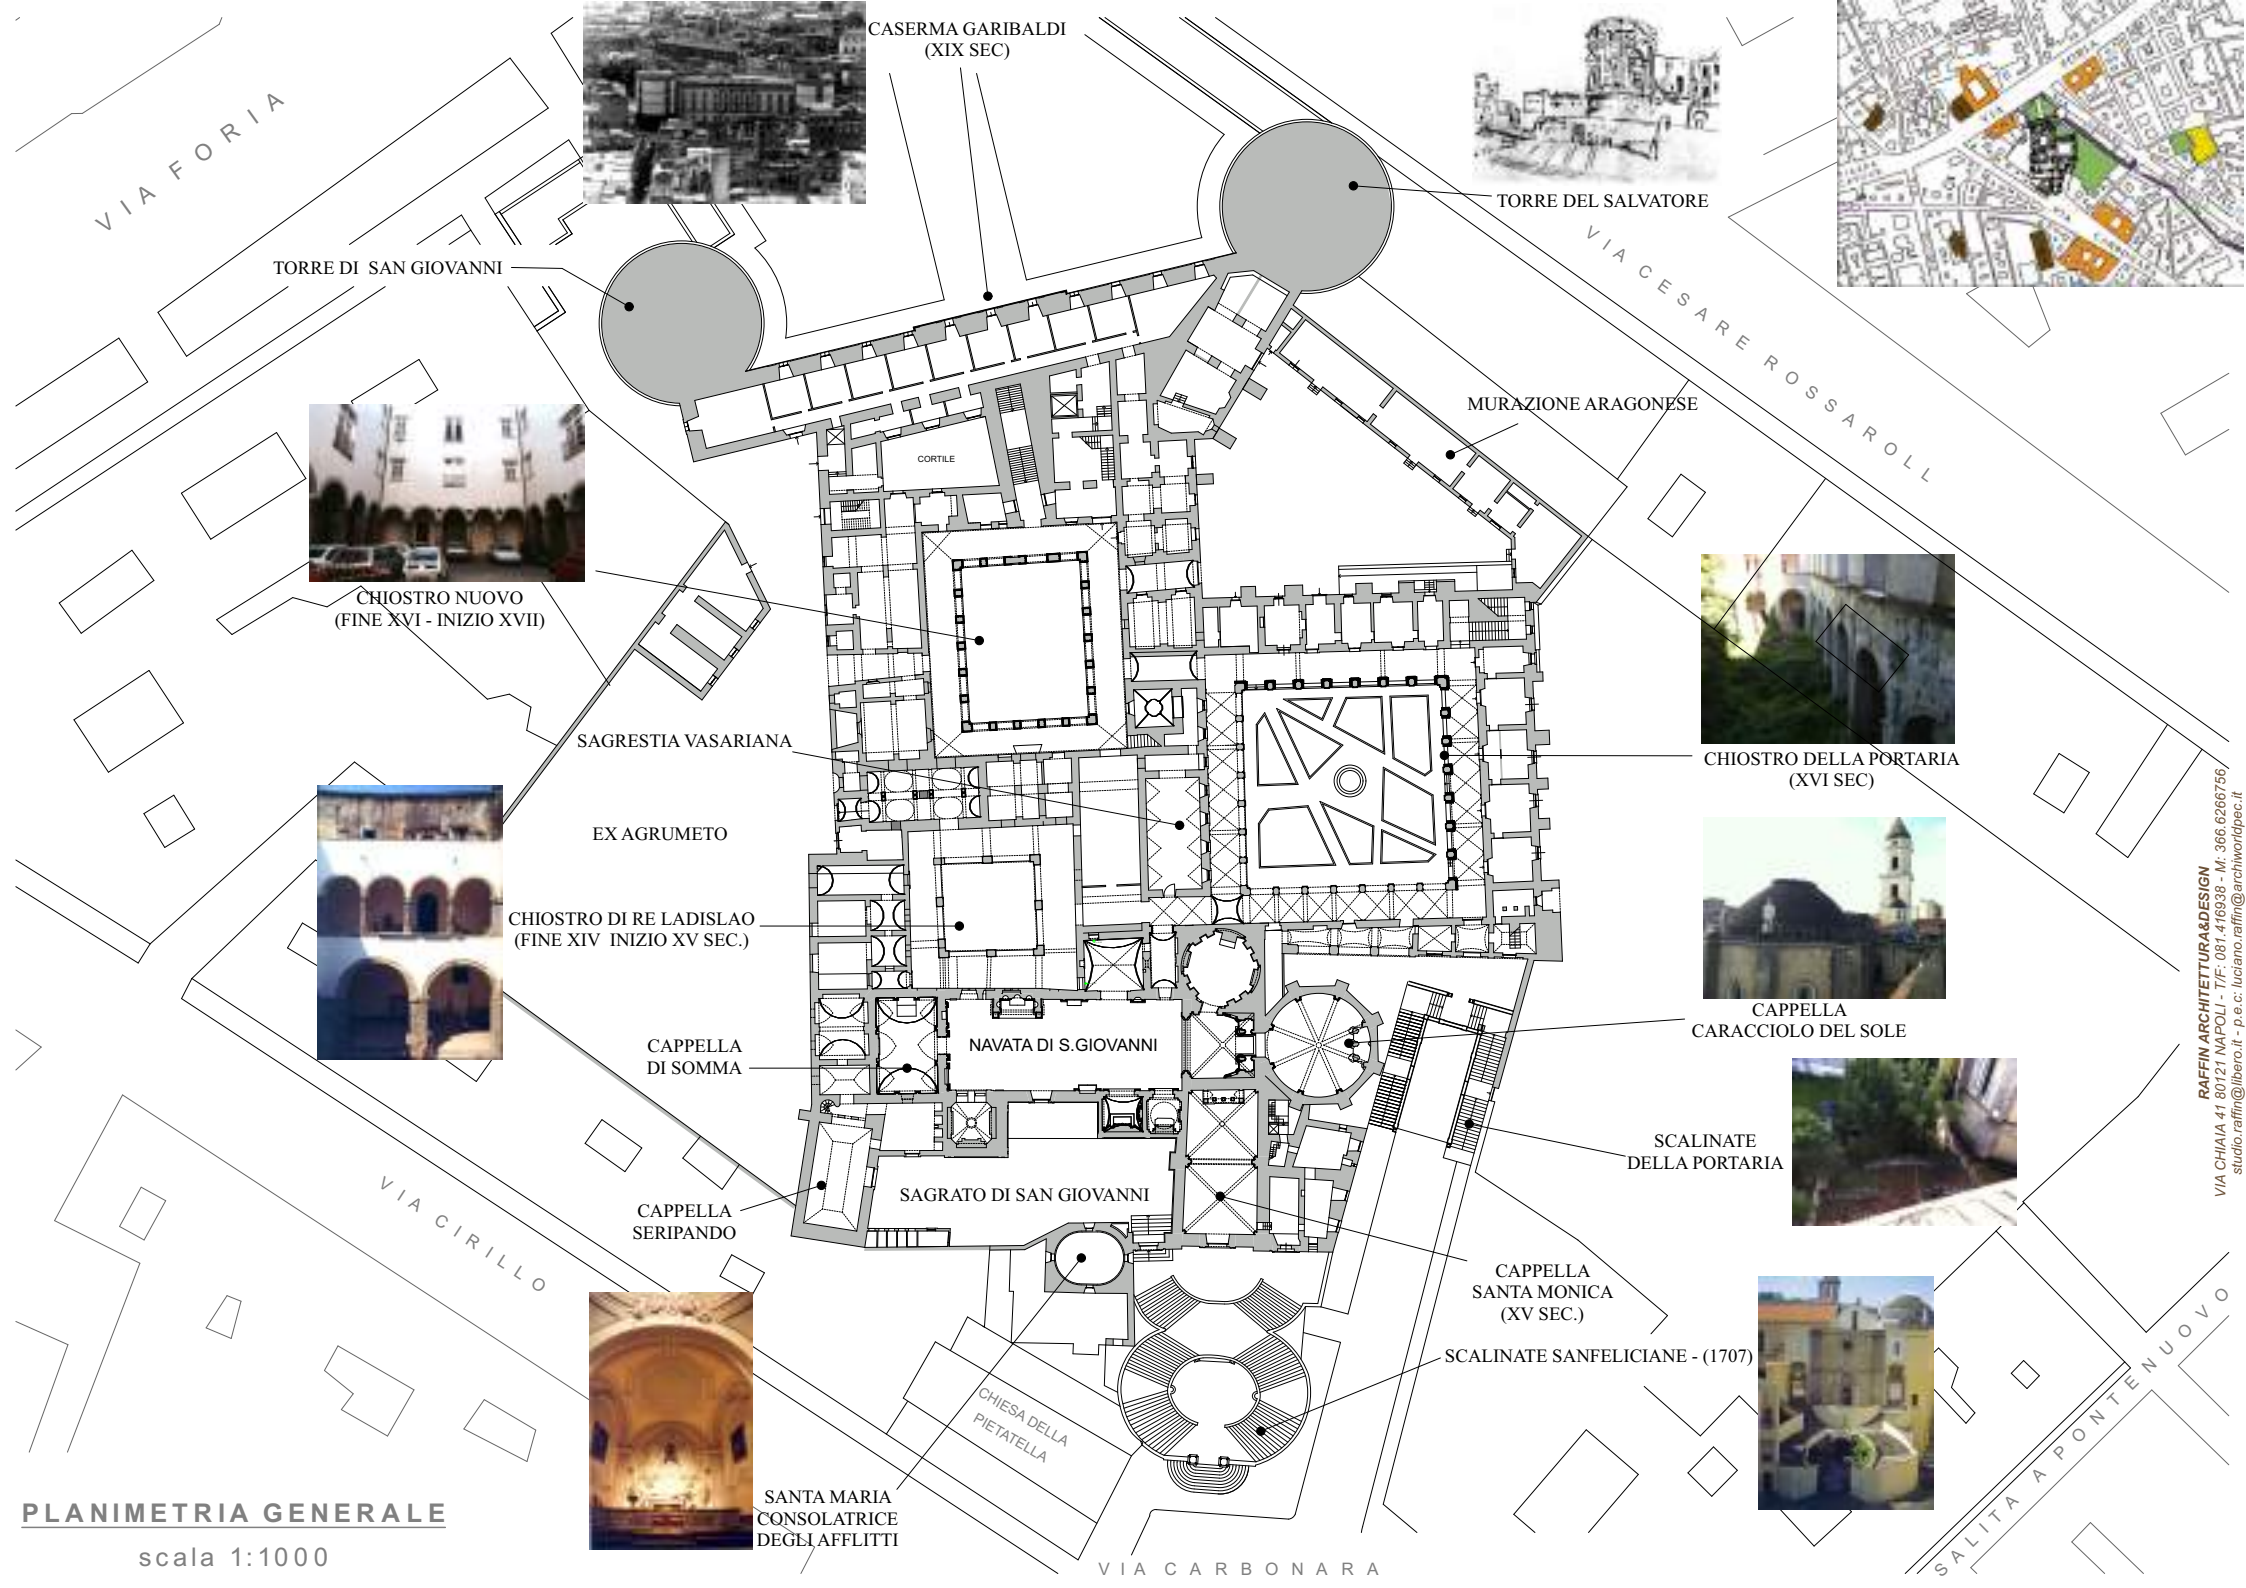 CASERMA GARIBALDI
(XIX SEC)
TORRE DEL SALVATORE
VIA FORIA
TORRE DI SAN GIOVANNI
VIA CESARE ROSSAROLL
MURAZIONE ARAGONESE
CORTILE
CHIOSTRO NUOVO
(FINE XVI - INIZIO XVII)
SAGRESTIA VASARIANA
CHIOSTRO DELLA PORTARIA
(XVI SEC)
EX AGRUMETO
CHIOSTRO DI RE LADISLAO
(FINE XIV INIZIO XV SEC.)
CAPPELLA
CARACCIOLO DEL SOLE
NAVATA DI S.GIOVANNI
CAPPELLA
DI SOMMA
SCALINATE
DELLA PORTARIA
SAGRATO DI SAN GIOVANNI
CAPPELLA
SERIPANDO
VIA CIRILLO
CAPPELLA
SANTA MONICA
(XV SEC.)
SCALINATE SANFELICIANE - (1707)
CHIESA DELLA
PIETATELLA
SANTA MARIA
CONSOLATRICE
DEGLI AFFLITTI
VIA CARBONARA
SALITA A PONTENUOVO
PLANIMETRIA GENERALE
scala 1:1000
RAFFIN ARCHITETTURA&DESIGN
VIA CHIAIA 41 80121 NAPOLI - T/F: 081.416938 - M: 366.6266756
studio.raffin@libero.it - p.e.c: luciano.raffin@archiworldpec.it